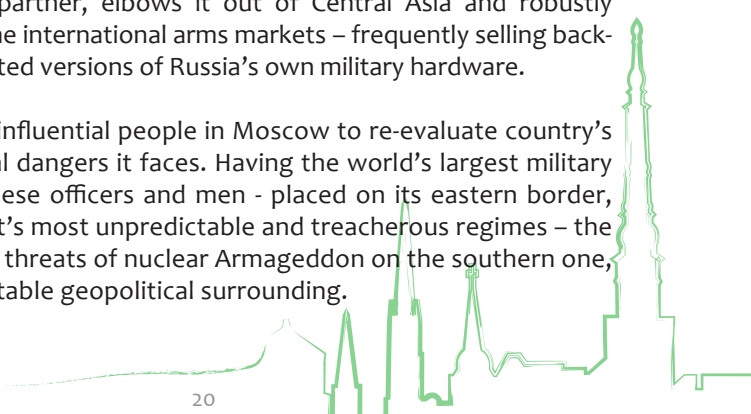 partner, elbows it out of Central Asia and robustly
ne international arms markets – frequently selling back-
ted versions of Russia's own military hardware.
influential people in Moscow to re-evaluate country's
l dangers it faces. Having the world's largest military
ese officers and men - placed on its eastern border,
t's most unpredictable and treacherous regimes – the
threats of nuclear Armageddon on the southern one,
table geopolitical surrounding.
20